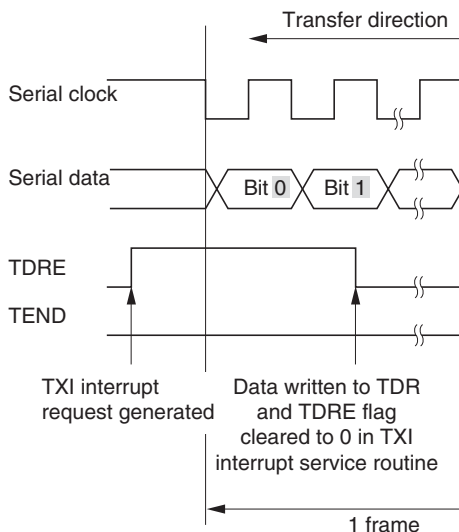 Transfer direction
Serial clock
Serial data
Bit 0
Bit 1
TDRE
TEND
TXI interrupt
request generated
Data written to TDR
and TDRE flag
cleared to 0 in TXI
interrupt service routine
1 frame